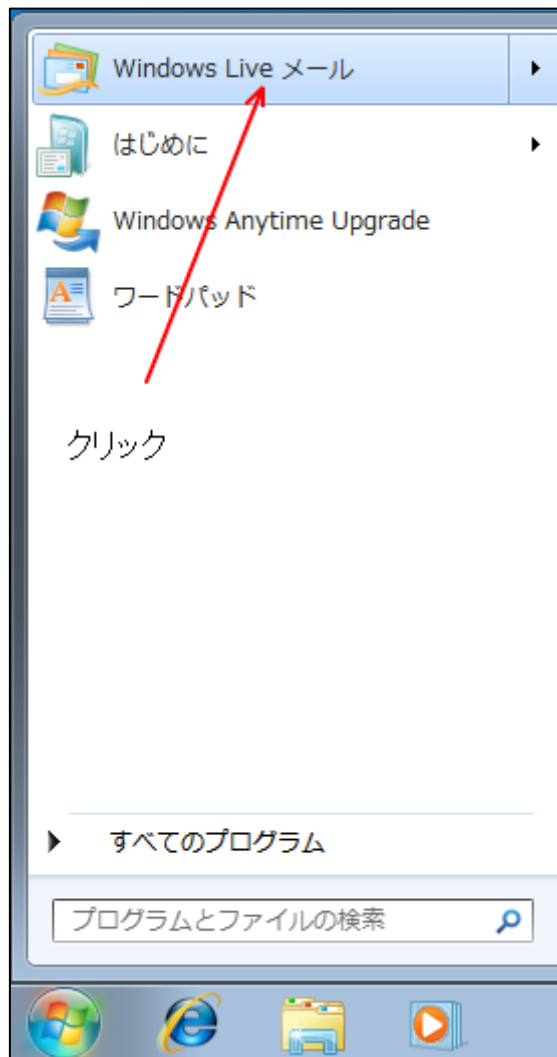 Windows Live メール
はじめに
Windows Anytime Upgrade
ワードパッド
クリック
すべてのプログラム
プログラムとファイルの検索